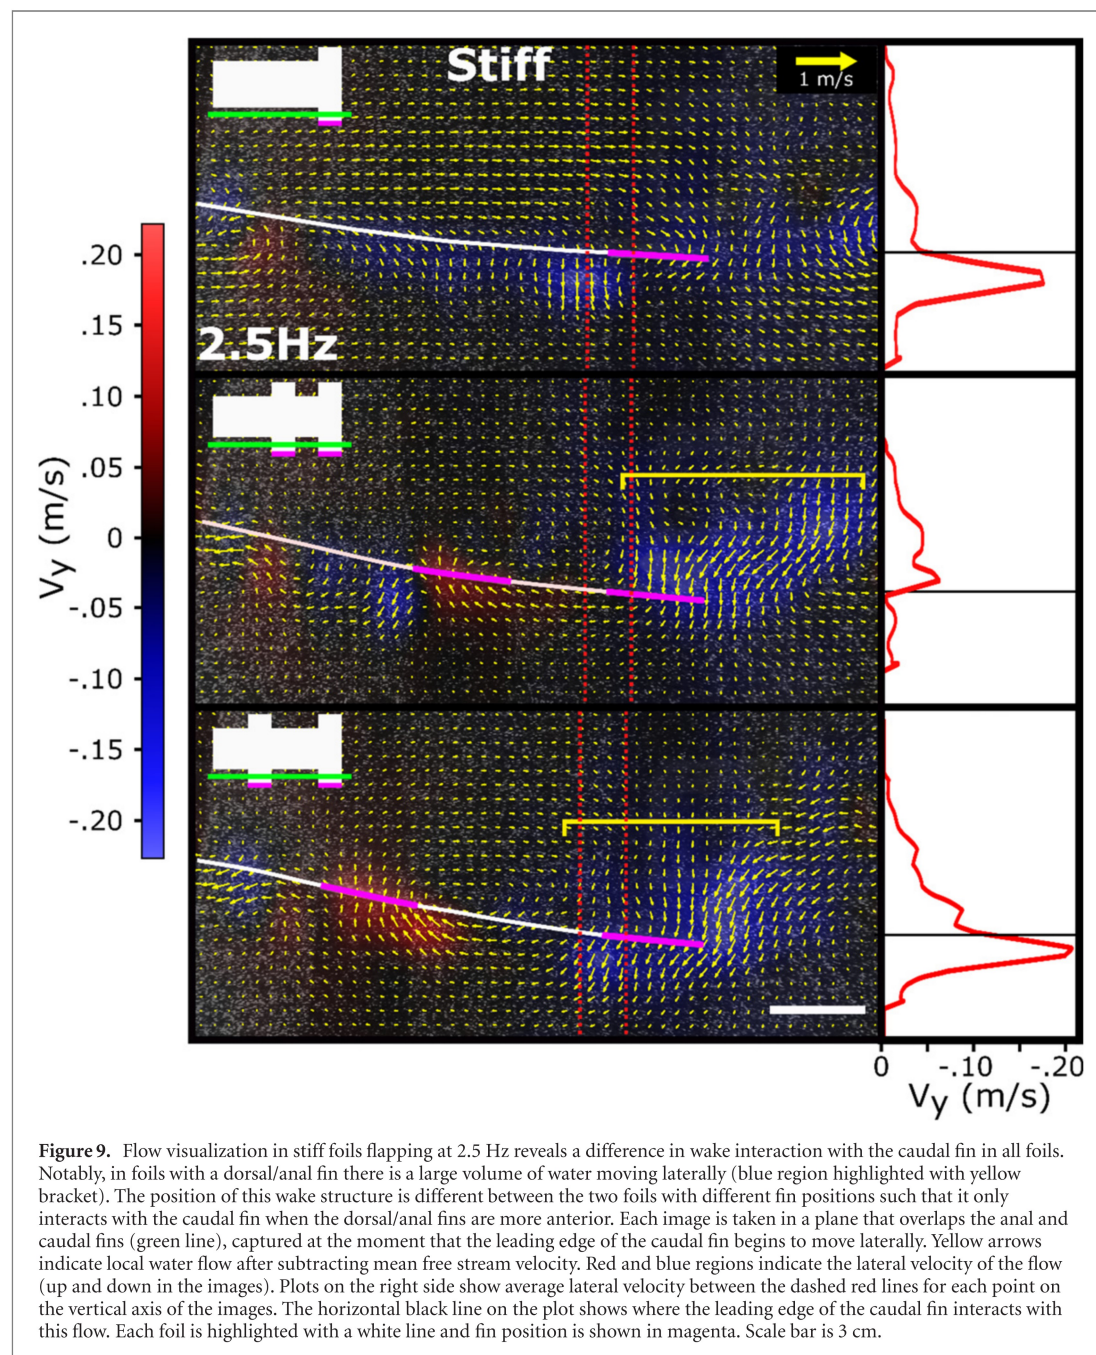 Stiff
1 m/s
2.5Hz
.20
.15
.10
.05
0
-.05
-.10
-.15
-.20
Vy (m/s)
0 -.10 -.20
Vy (m/s)
Figure 9. Flow visualization in stiff foils flapping at 2.5 Hz reveals a difference in wake interaction with the caudal fin in all foils.
Notably, in foils with a dorsal/anal fin there is a large volume of water moving laterally (blue region highlighted with yellow
bracket). The position of this wake structure is different between the two foils with different fin positions such that it only
interacts with the caudal fin when the dorsal/anal fins are more anterior. Each image is taken in a plane that overlaps the anal and
caudal fins (green line), captured at the moment that the leading edge of the caudal fin begins to move laterally. Yellow arrows
indicate local water flow after subtracting mean free stream velocity. Red and blue regions indicate the lateral velocity of the flow
(up and down in the images). Plots on the right side show average lateral velocity between the dashed red lines for each point on
the vertical axis of the images. The horizontal black line on the plot shows where the leading edge of the caudal fin interacts with
this flow. Each foil is highlighted with a white line and fin position is shown in magenta. Scale bar is 3 cm.